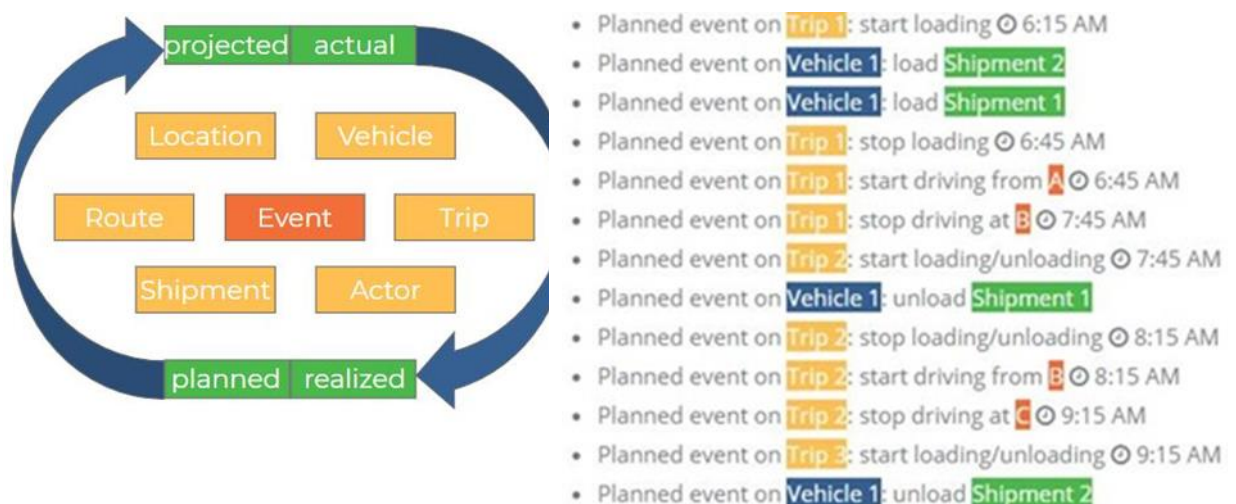 projected actual
Location Vehicle
Route Event Trip
Shipment Actor
planned realized
• Planned event on Trip 1: start loading 6:15 AM
• Planned event on Vehicle 1: load Shipment 2
• Planned event on Vehicle 1: load Shipment 1
• Planned event on Trip 1: stop loading 6:45 AM
• Planned event on Trip 1: start driving from A 6:45 AM
• Planned event on Trip 1: stop driving at B 7:45 AM
• Planned event on Trip 2: start loading/unloading 7:45 AM
• Planned event on Vehicle 1: unload Shipment 1
• Planned event on Trip 2: stop loading/unloading 8:15 AM
• Planned event on Trip 2: start driving from B 8:15 AM
• Planned event on Trip 2: stop driving at C 9:15 AM
• Planned event on Trip 3: start loading/unloading 9:15 AM
• Planned event on Vehicle 1: unload Shipment 2